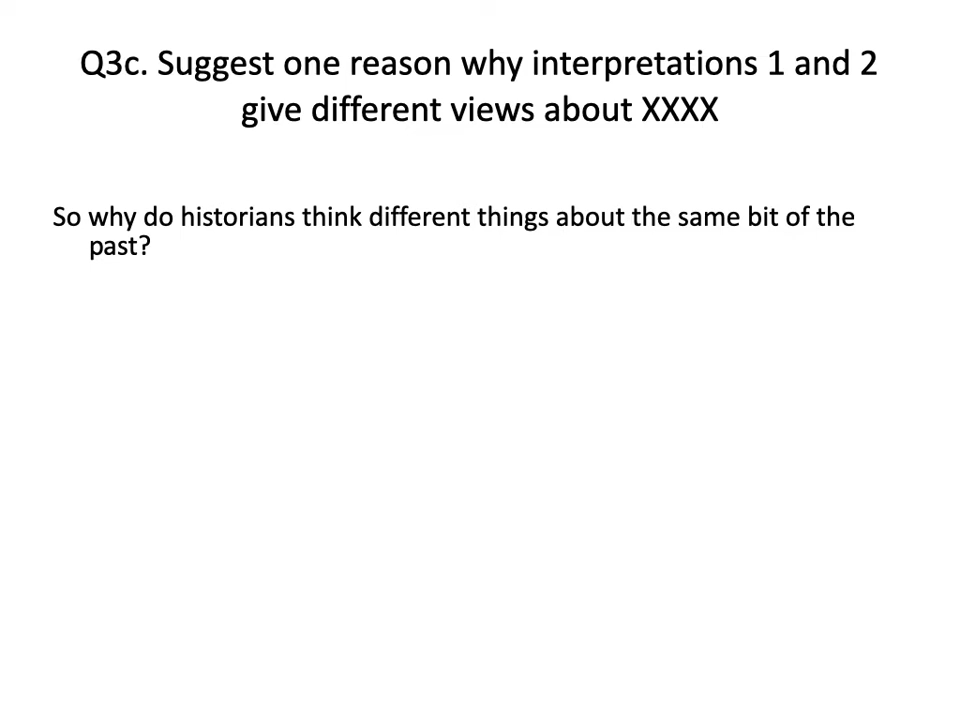 Q3c. Suggest one reason why interpretations 1 and 2
give different views about XXXX
So why do historians think different things about the same bit of the
past?